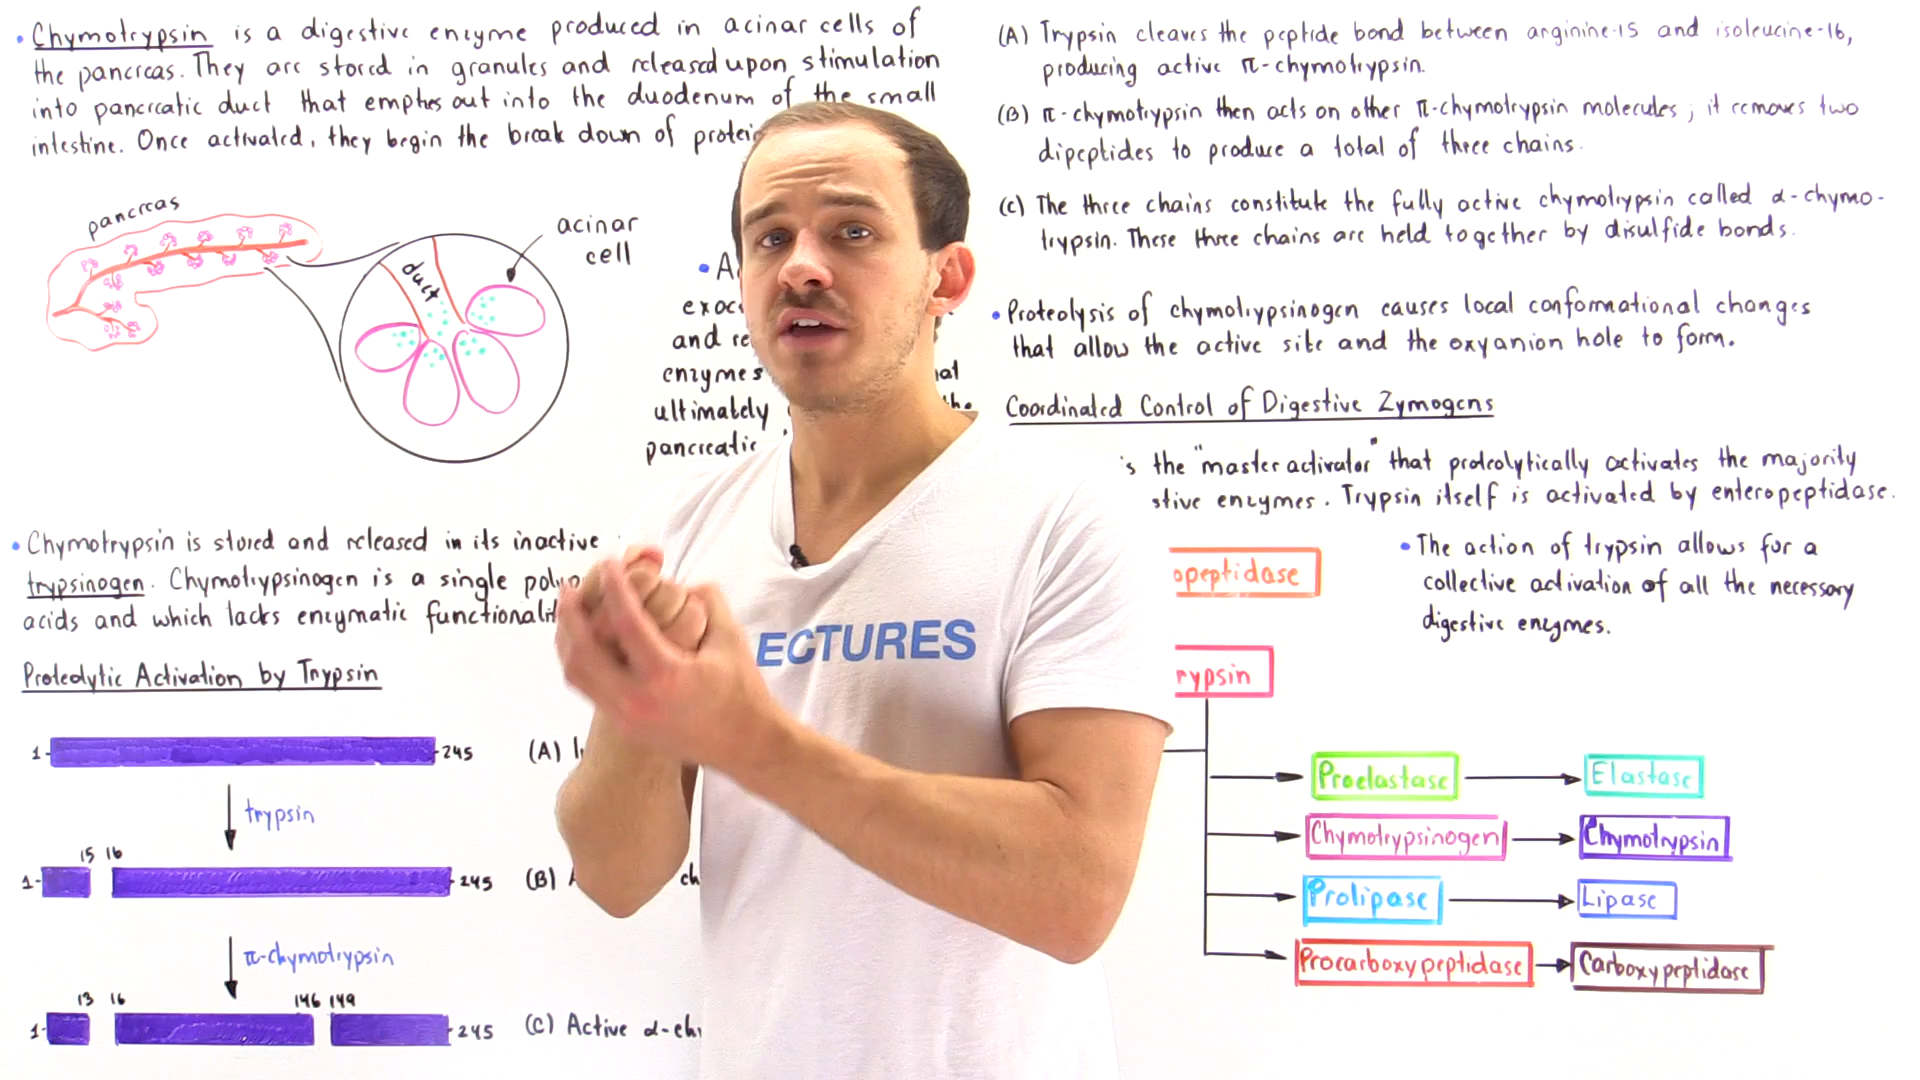 • Chymotrypsin is a digestive enzyme produced in acinar cells of
the pancreas. They are stored in granules and released upon stimulation
into pancreatic duct that empties out into the duodenum of the small
intestine. Once activated, they begin the break down of
pancreas
duct
acinar
cell
• A
and
enzymes
ultimately
pancreatic
• Chymotrypsin is stored and released in its inactive
trypsinogen. Chymotrypsinogen is a single
acids and which lacks enzymatic
Proteolytic Activation by Trypsin
1 - 245 (A)
trypsin
15 16
1 - 245 (B)
π-chymotrypsin
13 16 146 149
1 - 245 (C) Active α-
ECTURES
(A) Trypsin cleaves the peptide bond between arginine-15 and isoleucine-16,
producing active π-chymotrypsin.
(B) π-chymotrypsin then acts on other π-chymotrypsin molecules; it removes two
dipeptides to produce a total of three chains.
(C) The three chains constitute the fully active chymotrypsin called α-chymo-
trypsin. These three chains are held together by disulfide bonds.
• Proteolysis of chymotrypsinogen causes local conformational changes
that allow the active site and the oxyanion hole to form.
Coordinated Control of Digestive Zymogens
the "master activator" that proteolytically activates the majority
stive enzymes. Trypsin itself is activated by enteropeptidase.
opeptidase
• The action of trypsin allows for a
collective activation of all the necessary
digestive enzymes.
rypsin
Proelastase Elastase
Chymotrypsinogen Chymotrypsin
Prolipase Lipase
Procarboxypeptidase Carboxypeptidase